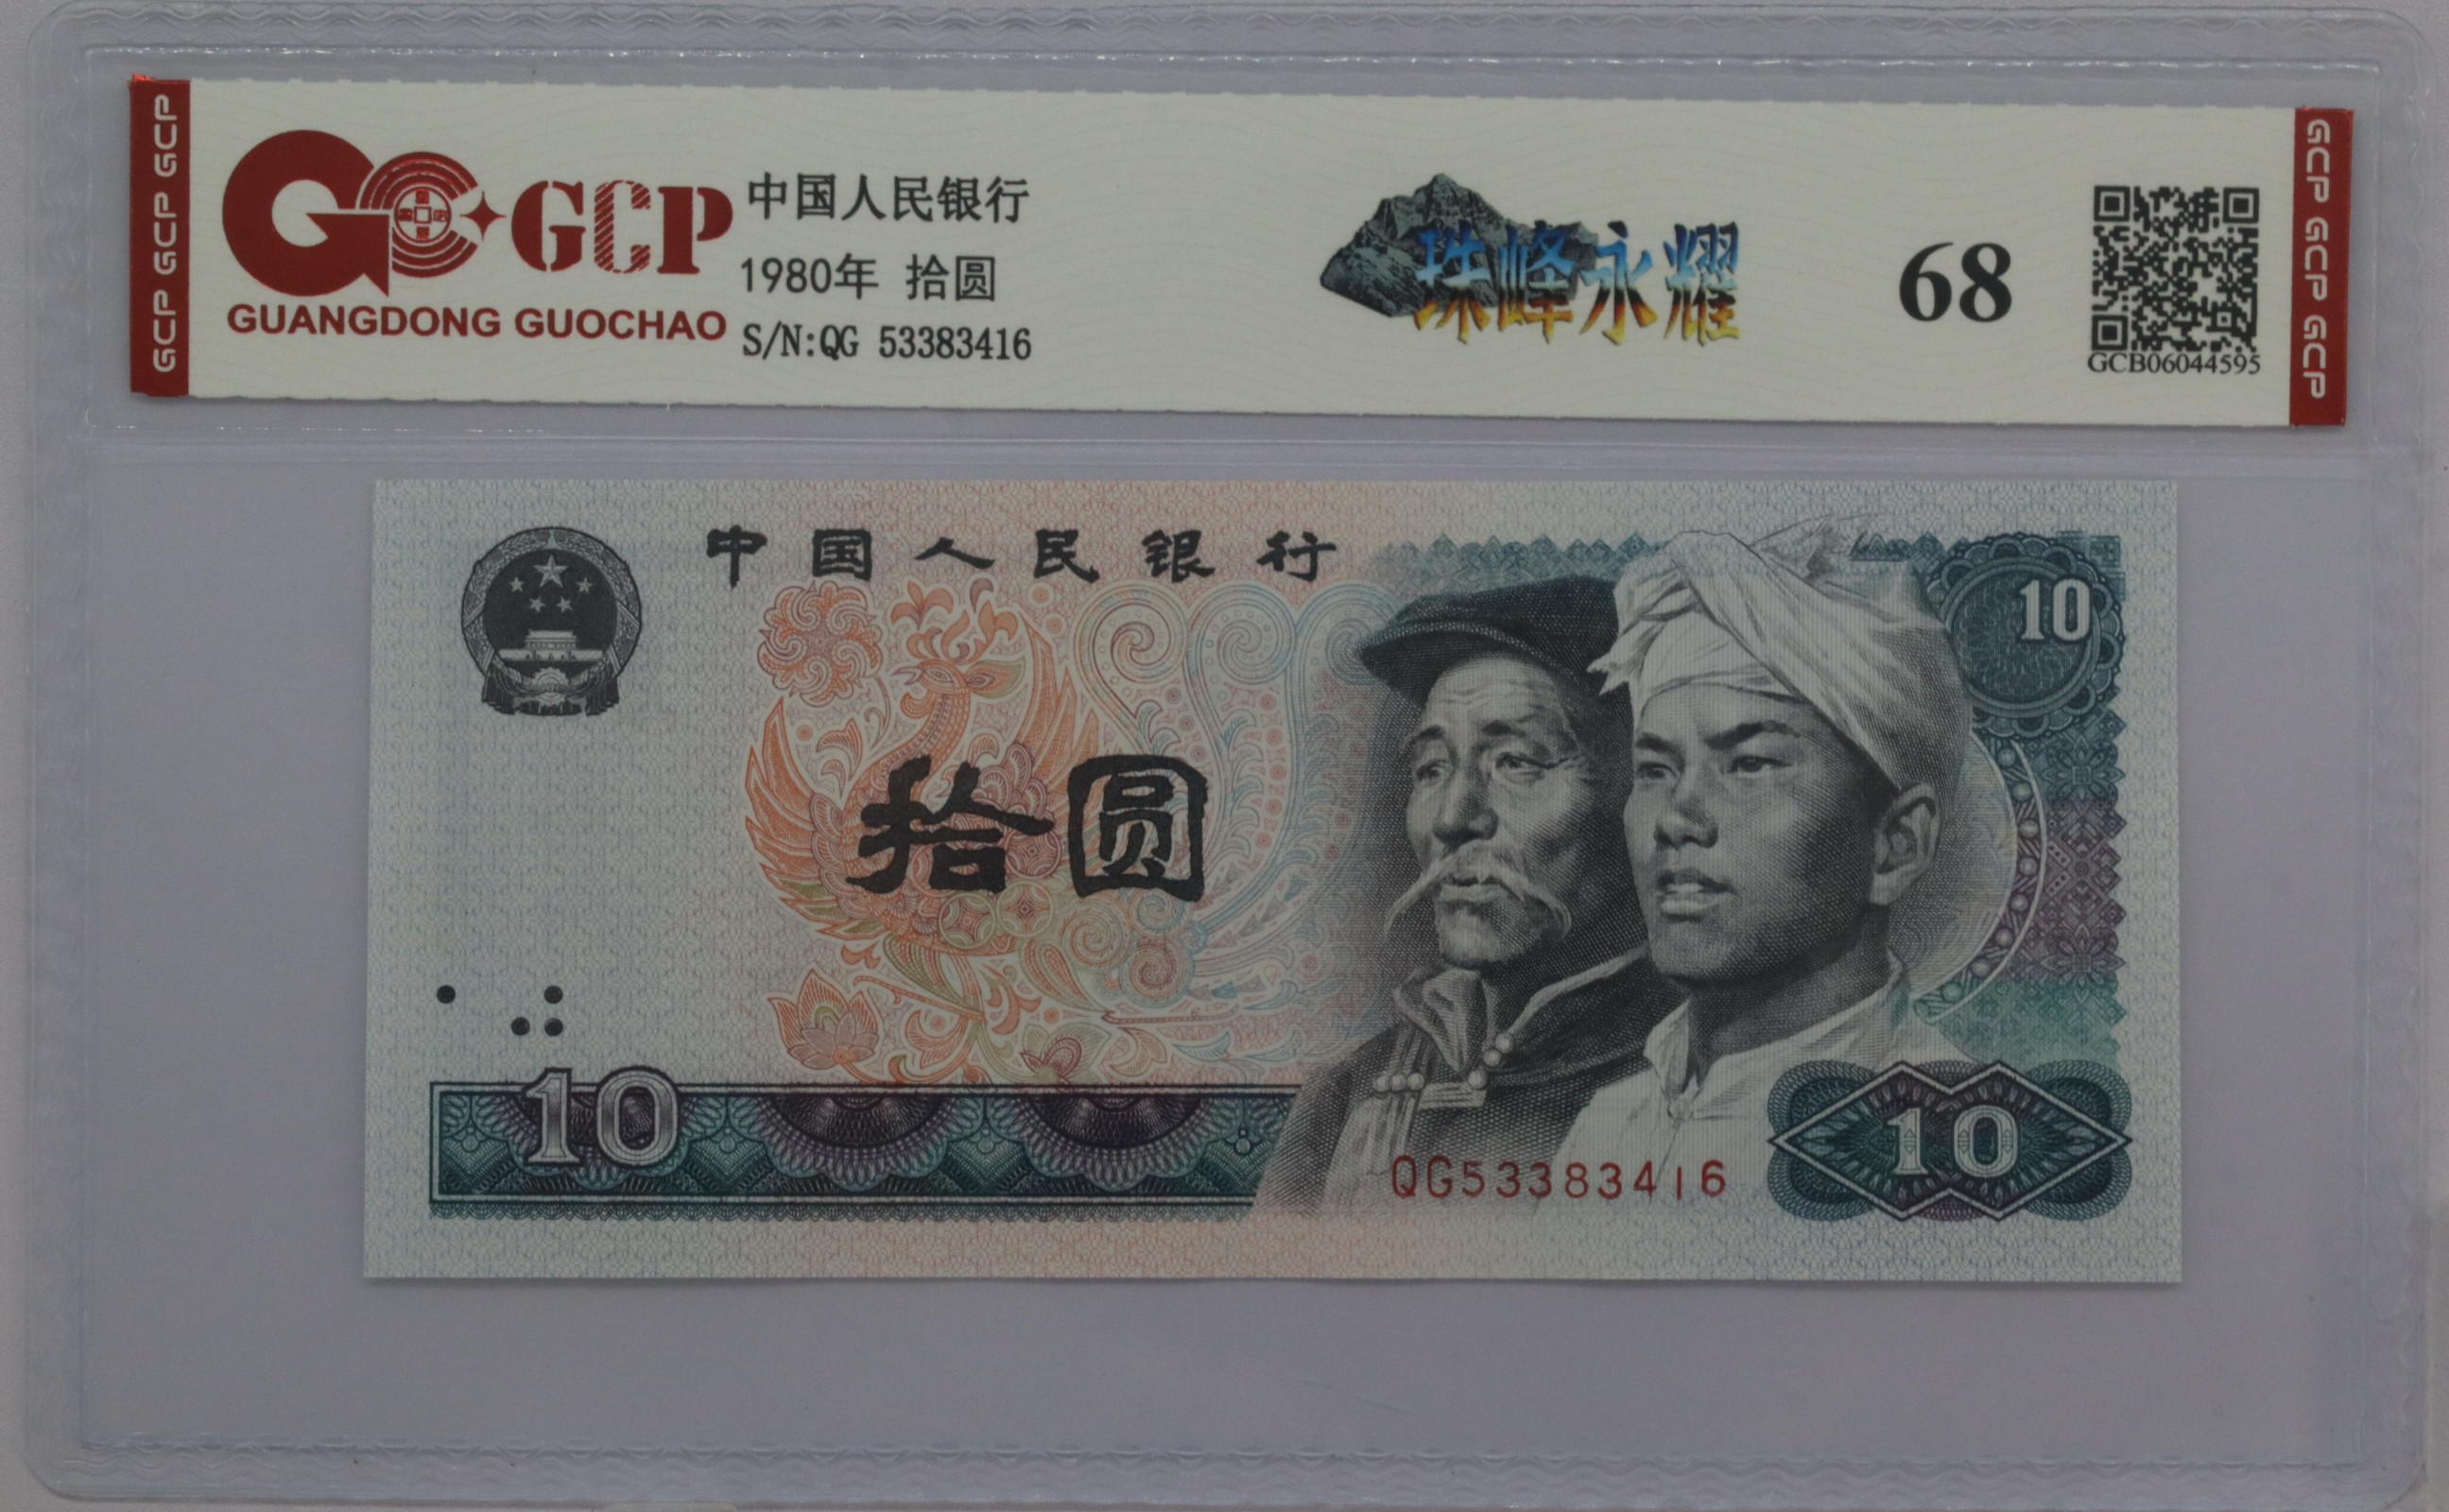 GCP GCP GCP
GCP
GUANGDONG GUOCHAO
中国人民银行
1980年 拾圆
S/N:QG 53383416
珠峰永耀
68
GCB06044595
GCP GCP GCP
中国人民银行
10
拾圆
10
QG53383416
10